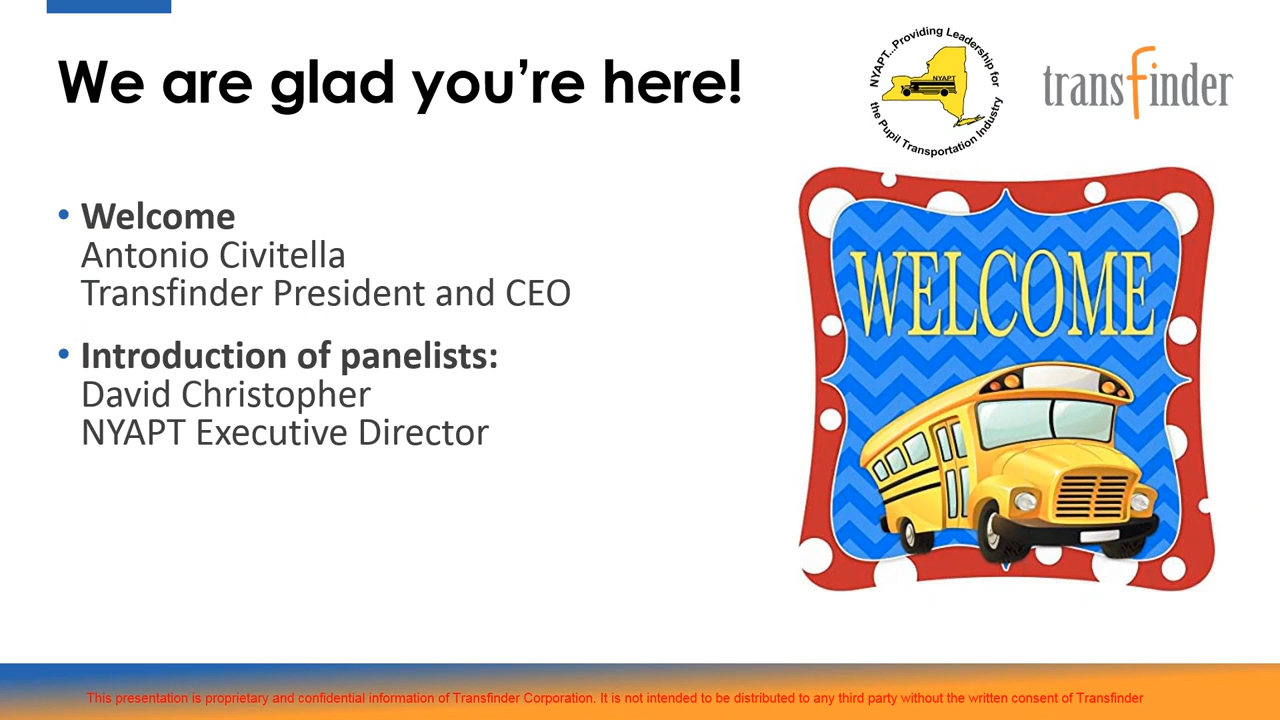 We are glad you’re here!
NYAPT...Providing Leadership for
the Pupil Transportation Industry
NYAPT
transfinder
• Welcome
Antonio Civitella
Transfinder President and CEO
• Introduction of panelists:
David Christopher
NYAPT Executive Director
WELCOME
This presentation is proprietary and confidential information of Transfinder Corporation. It is not intended to be distributed to any third party without the written consent of Transfinder